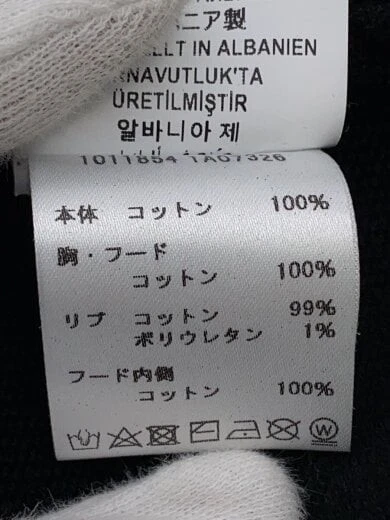 ニア製
LLT IN ALBANIEN
RNAVUTLUK'TA
ÜRETİLMİŞTİR
알바니아 제
1011854 1A07326
本体 コットン 100%
胸・フード
コットン 100%
リブ コットン 99%
ポリウレタン 1%
フード内側
コットン 100%
W